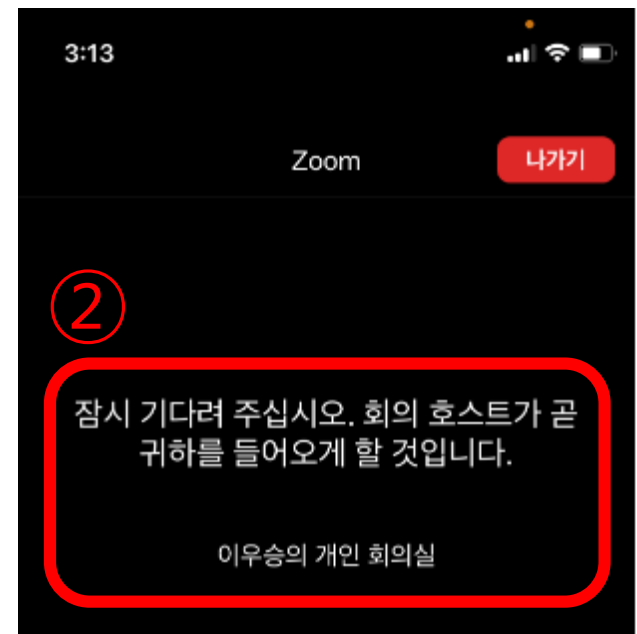 3:13
Zoom
나가기
②
잠시 기다려 주십시오. 회의 호스트가 곧
귀하를 들어오게 할 것입니다.
이우승의 개인 회의실